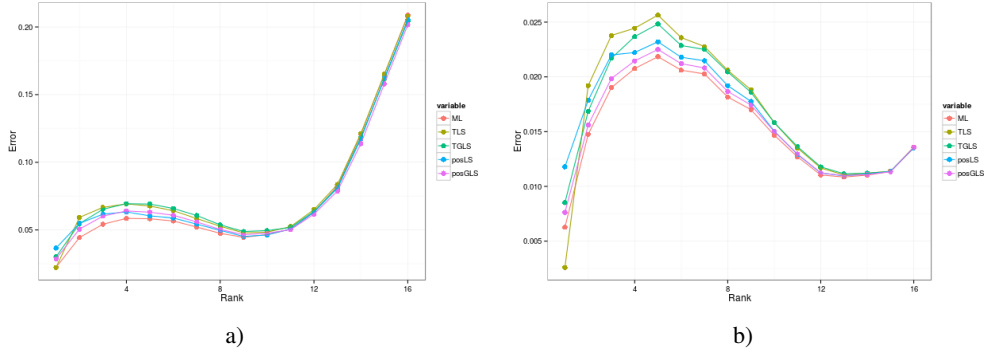 0.20
0.15
0.10
0.05
Error
4
8
12
16
Rank
variable
ML
TLS
TGLS
posLS
posGLS
a)
0.025
0.020
0.015
0.010
0.005
Error
4
8
12
16
Rank
variable
ML
TLS
TGLS
posLS
posGLS
b)